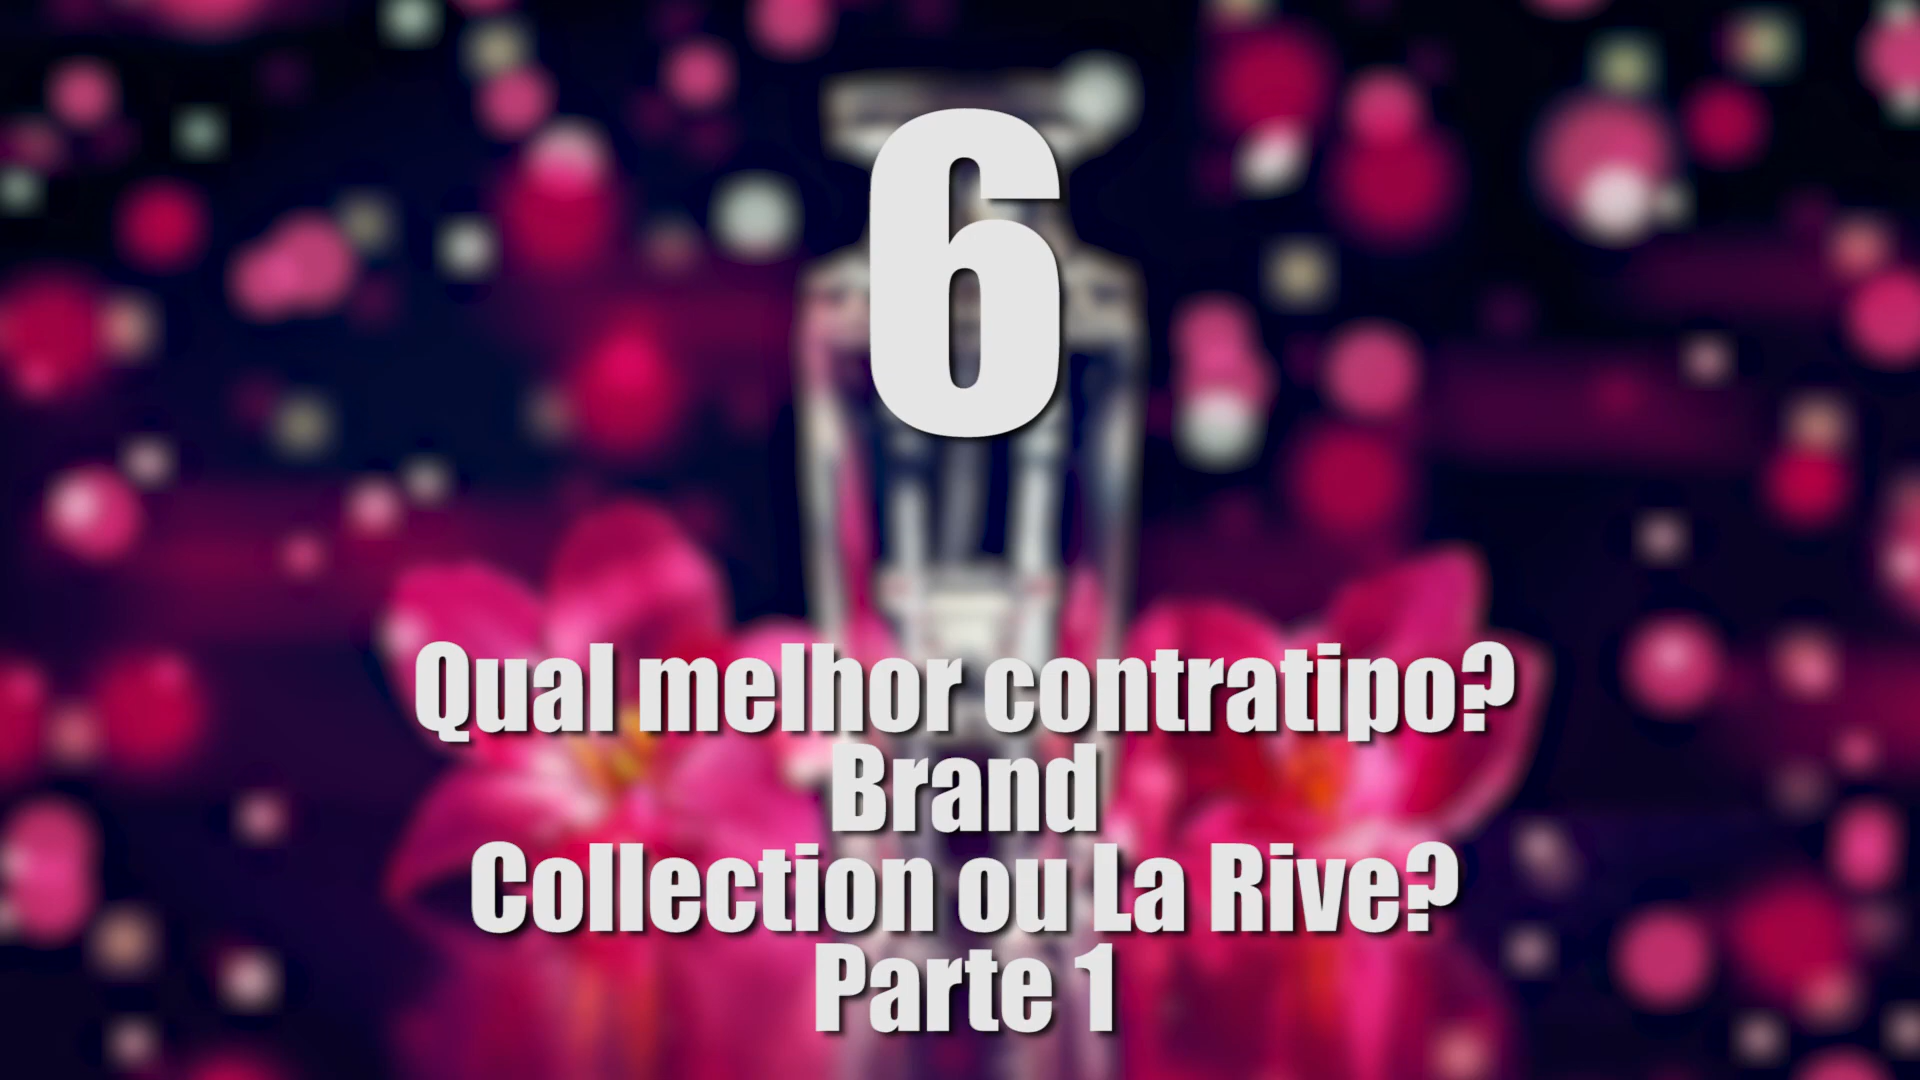 6
Qual melhor contratipo?
Brand
Collection ou La Rive?
Parte 1